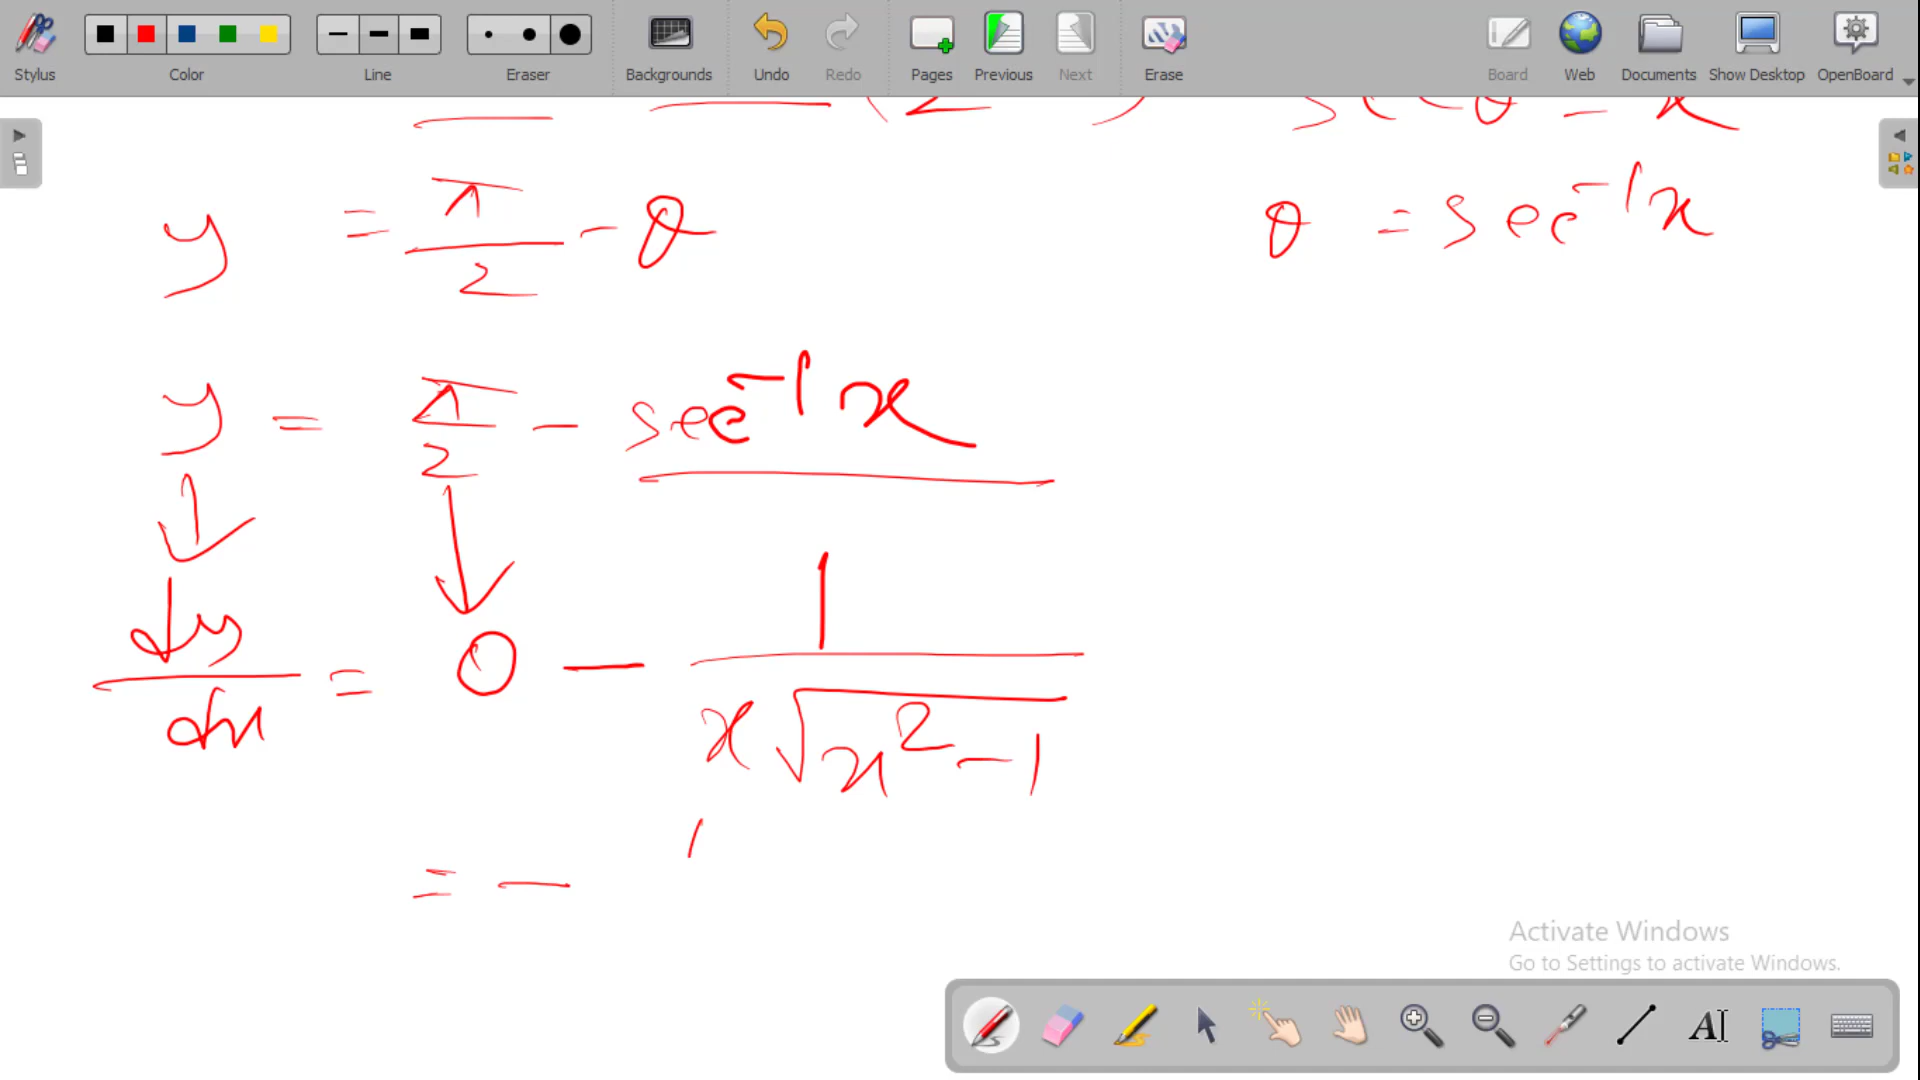 Stylus Color Line Eraser Backgrounds Undo Redo Pages Previous Next Erase Board Web Documents Show Desktop OpenBoard
sec θ = x
y = π/2 - θ
θ = sec⁻¹x
y = π/2 - sec⁻¹x
dy/dx = 0 - 1/(x√(x²-1))
= -
Activate Windows
Go to Settings to activate Windows.